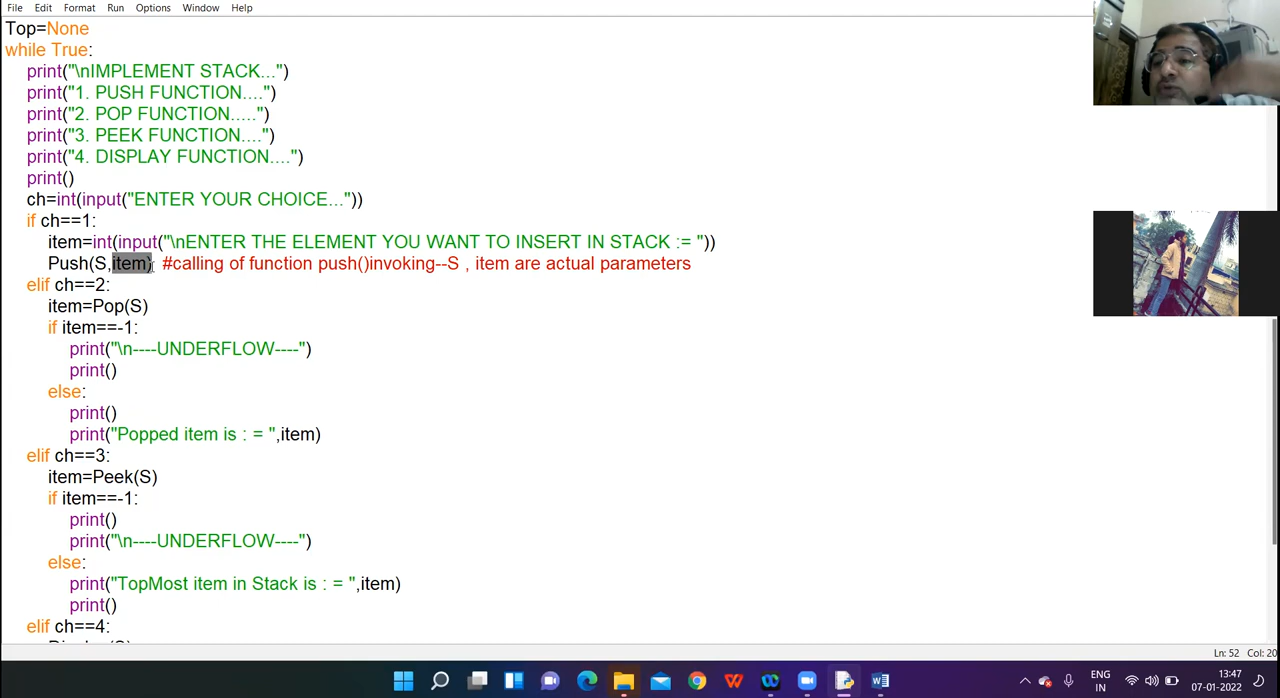 File Edit Format Run Options Window Help
Top=None
while True:
print("\nIMPLEMENT STACK...")
print("1. PUSH FUNCTION....")
print("2. POP FUNCTION.....")
print("3. PEEK FUNCTION....")
print("4. DISPLAY FUNCTION....")
print()
ch=int(input("ENTER YOUR CHOICE..."))
if ch==1:
item=int(input("\nENTER THE ELEMENT YOU WANT TO INSERT IN STACK := "))
Push(S,item) #calling of function push()invoking--S , item are actual parameters
elif ch==2:
item=Pop(S)
if item==-1:
print("\n----UNDERFLOW----")
print()
else:
print()
print("Popped item is : = ",item)
elif ch==3:
item=Peek(S)
if item==-1:
print()
print("\n----UNDERFLOW----")
else:
print("TopMost item in Stack is : = ",item)
print()
elif ch==4:
Ln: 52 Col: 20
ENG
IN
13:47
07-01-2022